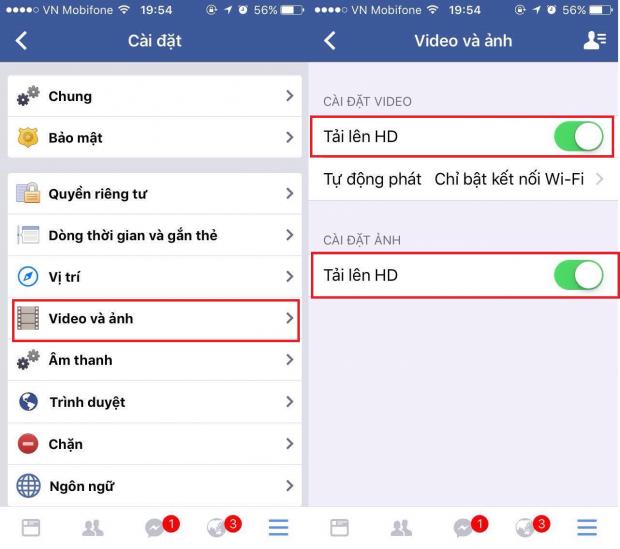 VN Mobifone 19:54 56%
Cài đặt
Chung
Bảo mật
Quyền riêng tư
Dòng thời gian và gắn thẻ
Vị trí
Video và ảnh
Âm thanh
Trình duyệt
Chặn
Ngôn ngữ
1 3
VN Mobifone 19:54 56%
Video và ảnh
CÀI ĐẶT VIDEO
Tải lên HD
Tự động phát Chỉ bật kết nối Wi-Fi
CÀI ĐẶT ẢNH
Tải lên HD
1 3